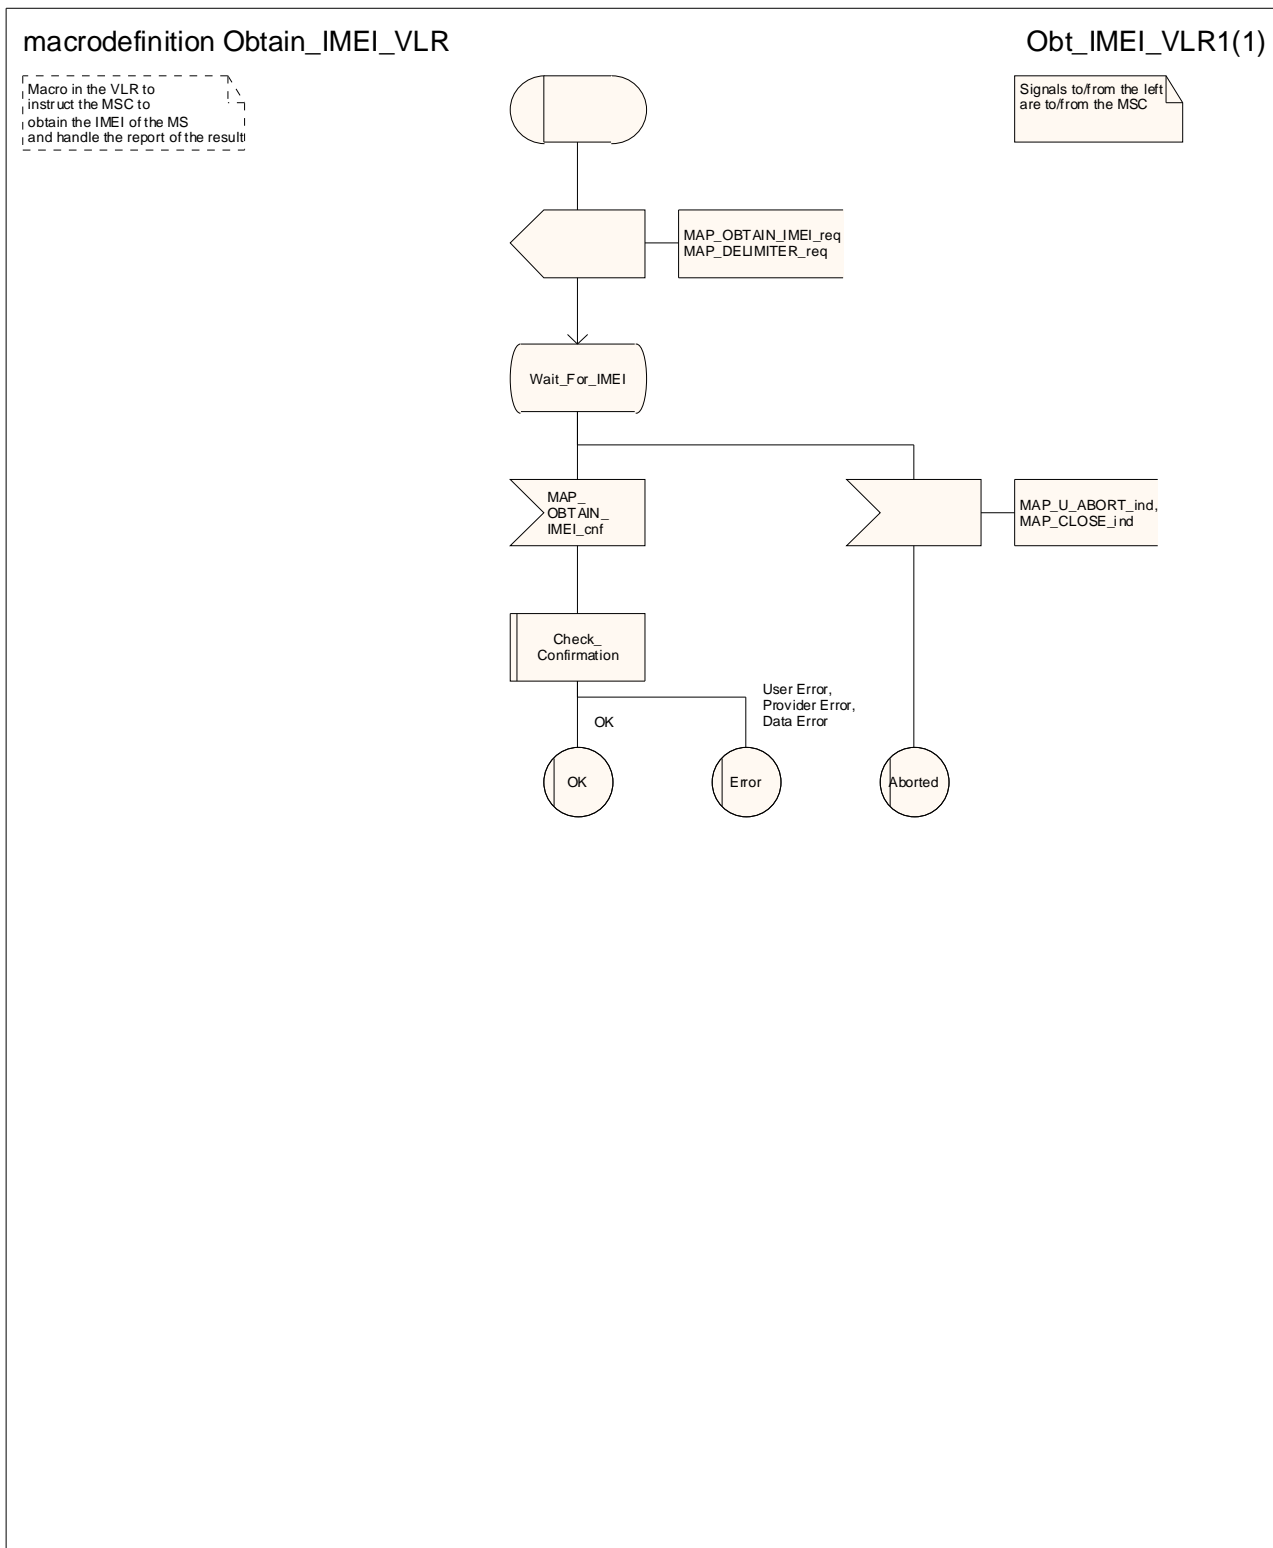 macrodefinition Obtain_IMEI_VLR
Obt_IMEI_VLR1(1)
Macro in the VLR to
instruct the MSC to
obtain the IMEI of the MS
and handle the report of the result
Signals to/from the left
are to/from the MSC
MAP_OBTAIN_IMEI_req
MAP_DELIMITER_req
Wait_For_IMEI
MAP_
OBTAIN_
IMEI_cnf
MAP_U_ABORT_ind,
MAP_CLOSE_ind
Check_
Confirmation
User Error,
Provider Error,
Data Error
OK
OK
Error
Aborted